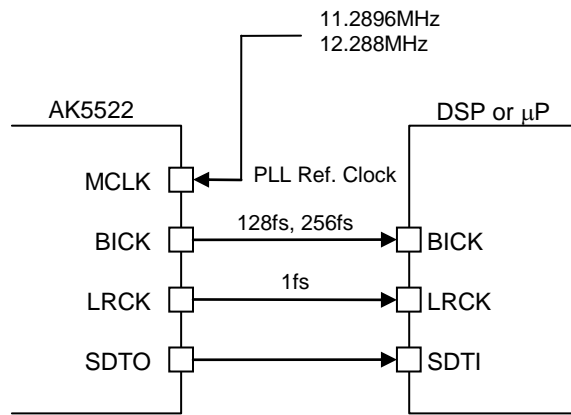 11.2896MHz
12.288MHz
AK5522
DSP or μP
MCLK
PLL Ref. Clock
BICK
128fs, 256fs
BICK
LRCK
1fs
LRCK
SDTO
SDTI